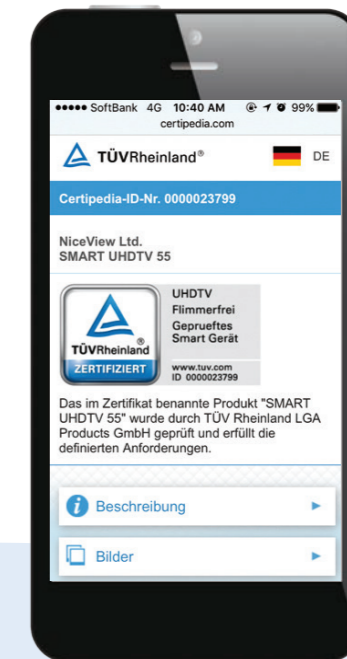 SoftBank 4G 10:40 AM 99%
certipedia.com
TÜVRheinland® DE
Certipedia-ID-Nr. 0000023799
NiceView Ltd.
SMART UHDTV 55
TÜVRheinland®
ZERTIFIZIERT
UHDTV
Flimmerfrei
Geprueftes
Smart Gerät
www.tuv.com
ID 0000023799
Das im Zertifikat benannte Produkt "SMART
UHDTV 55" wurde durch TÜV Rheinland LGA
Products GmbH geprüft und erfüllt die
definierten Anforderungen.
Beschreibung
Bilder